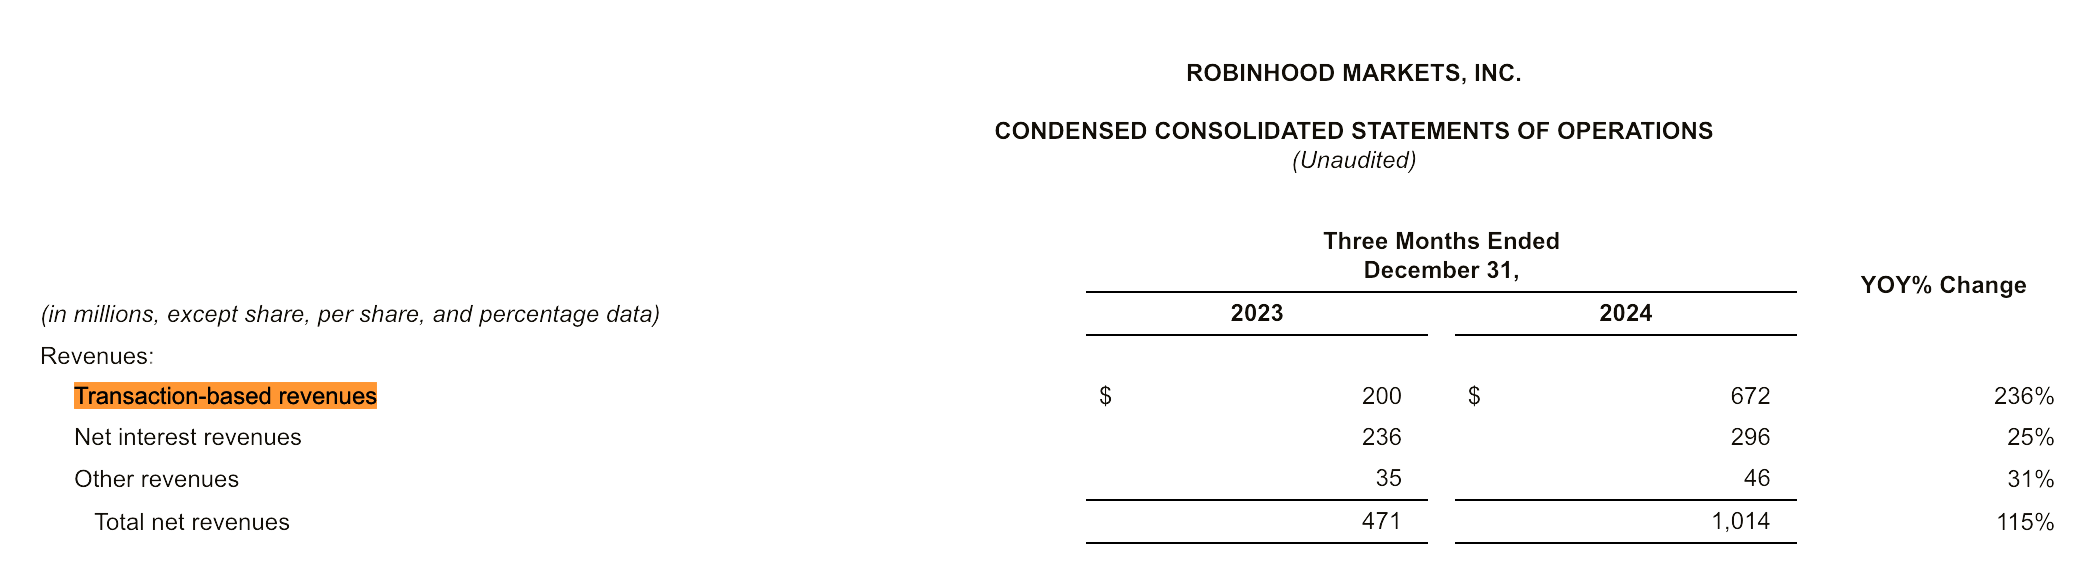 ROBINHOOD MARKETS, INC.
CONDENSED CONSOLIDATED STATEMENTS OF OPERATIONS
(Unaudited)
Three Months Ended
December 31,
YOY% Change
(in millions, except share, per share, and percentage data) 2023 2024
Revenues:
Transaction-based revenues $ 200 $ 672 236%
Net interest revenues 236 296 25%
Other revenues 35 46 31%
Total net revenues 471 1,014 115%